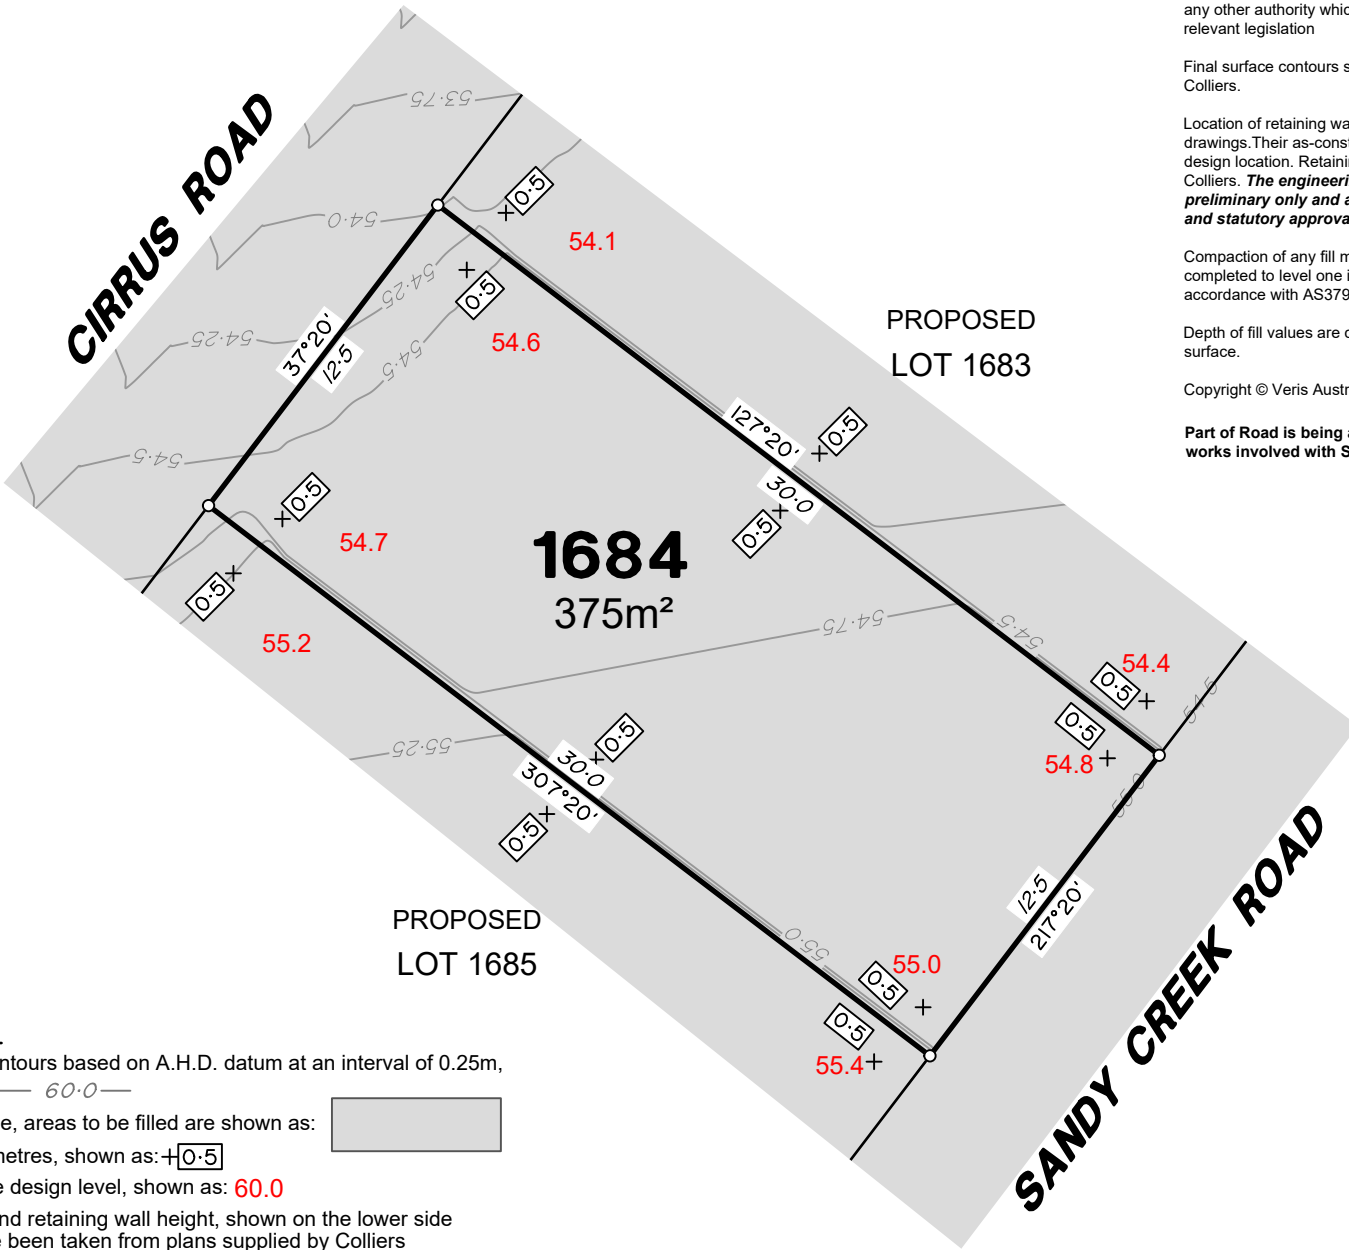 any other authority whic
relevant legislation
Final surface contours s
Colliers.
Location of retaining wa
drawings.Their as-const
design location. Retainin
Colliers. The engineeri
preliminary only and a
and statutory approva
Compaction of any fill m
completed to level one i
accordance with AS379
Depth of fill values are d
surface.
Copyright © Veris Austr
Part of Road is being a
works involved with S
CIRRUS ROAD
53·75
54·0
54·25
54·25
54·5
54·5
0·5
54.1
0·5
54.6
37°20'
12·5
PROPOSED
LOT 1683
127°20'
30·0
0·5
0·5
0·5
54.7
1684
375m²
0·5
55.2
54·75
54·5
54.4
0·5
54·5
0·5
54.8
55·0
55·25
0·5
30·0
307°20'
0·5
12·5
217°20'
PROPOSED
LOT 1685
55·0
55.0
0·5
0·5
55.4
SANDY CREEK ROAD
ntours based on A.H.D. datum at an interval of 0.25m,
60·0
e, areas to be filled are shown as:
netres, shown as: +0·5
e design level, shown as: 60.0
nd retaining wall height, shown on the lower side
e been taken from plans supplied by Colliers